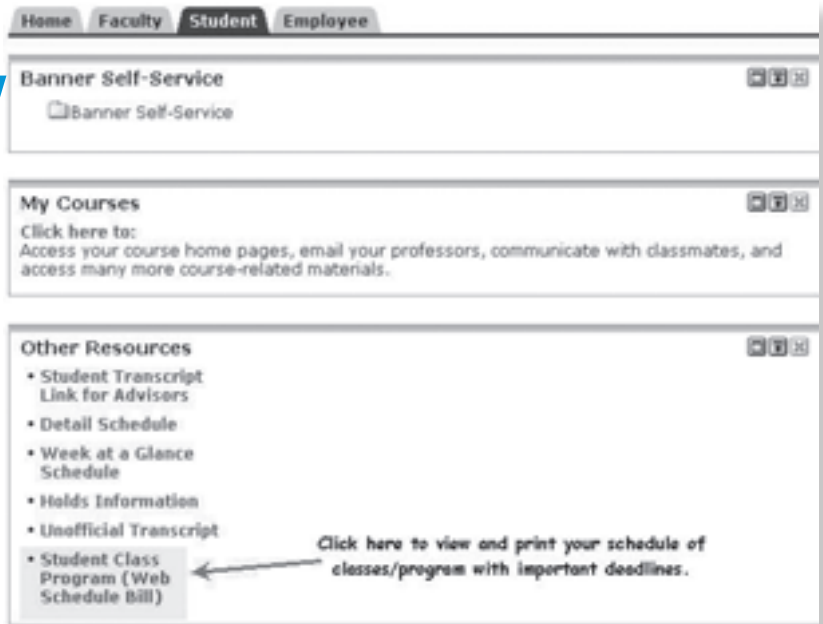 Home Faculty Student Employee
Banner Self-Service
Banner Self-Service
My Courses
Click here to:
Access your course home pages, email your professors, communicate with classmates, and
access many more course-related materials.
Other Resources
• Student Transcript
Link for Advisors
• Detail Schedule
• Week at a Glance
Schedule
• Holds Information
• Unofficial Transcript
• Student Class
Program (Web
Schedule Bill)
Click here to view and print your schedule of
classes/program with important deadlines.